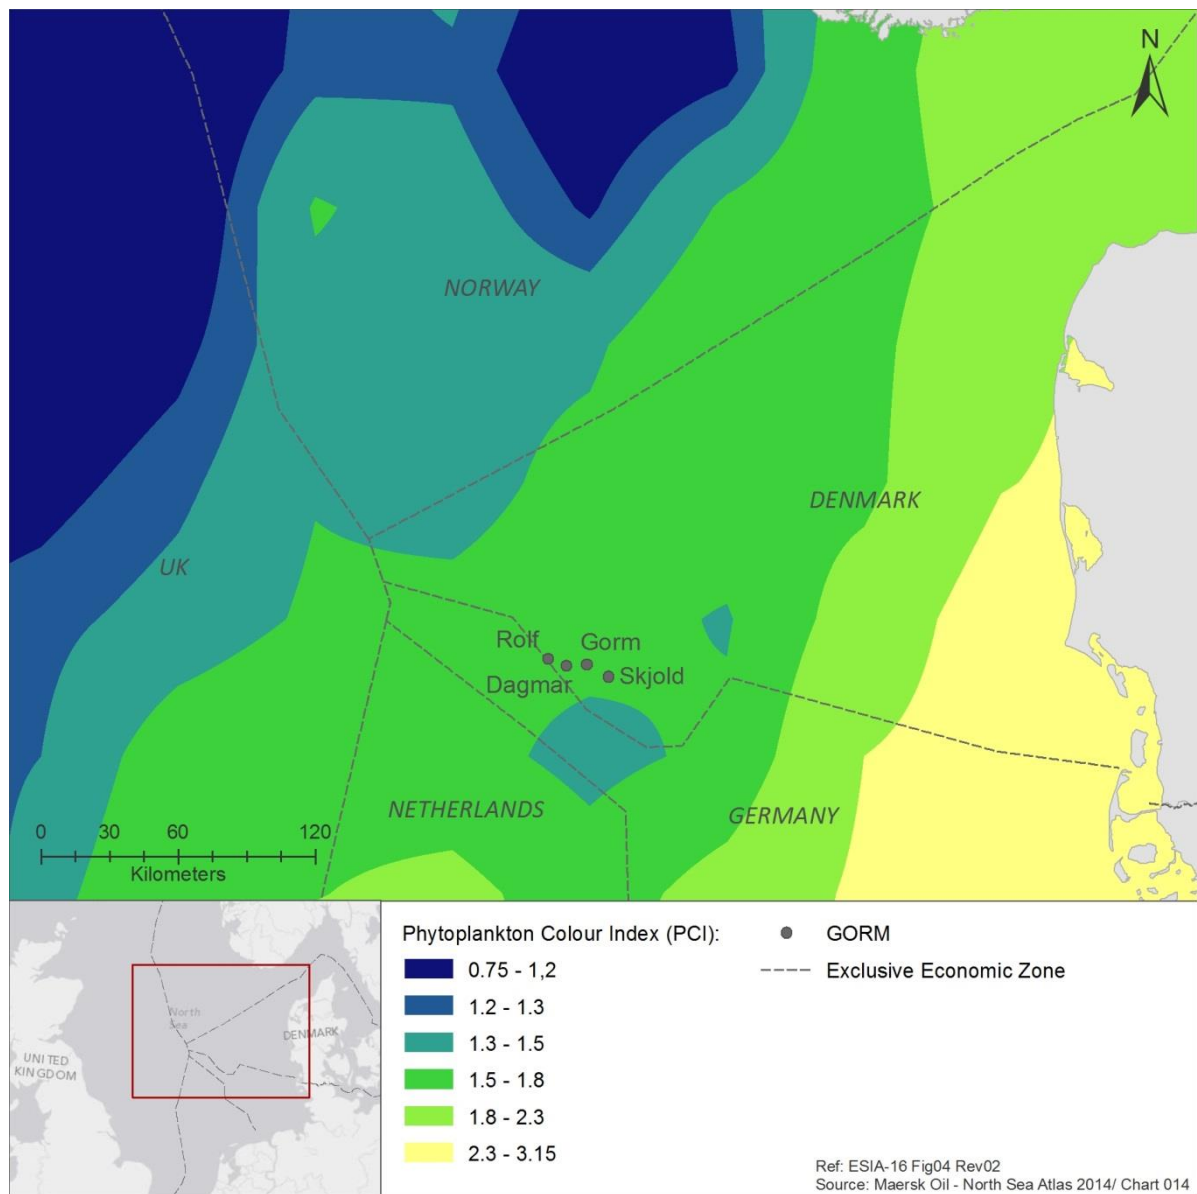 N
NORWAY
DENMARK
UK
Rolf
Gorm
Dagmar
Skjold
NETHERLANDS
GERMANY
0 30 60 120
Kilometers
North
Sea
DENMARK
UNITED
KINGDOM
Phytoplankton Colour Index (PCI):
0.75 - 1,2
1.2 - 1.3
1.3 - 1.5
1.5 - 1.8
1.8 - 2.3
2.3 - 3.15
GORM
Exclusive Economic Zone
Ref: ESIA-16 Fig04 Rev02
Source: Maersk Oil - North Sea Atlas 2014/ Chart 014